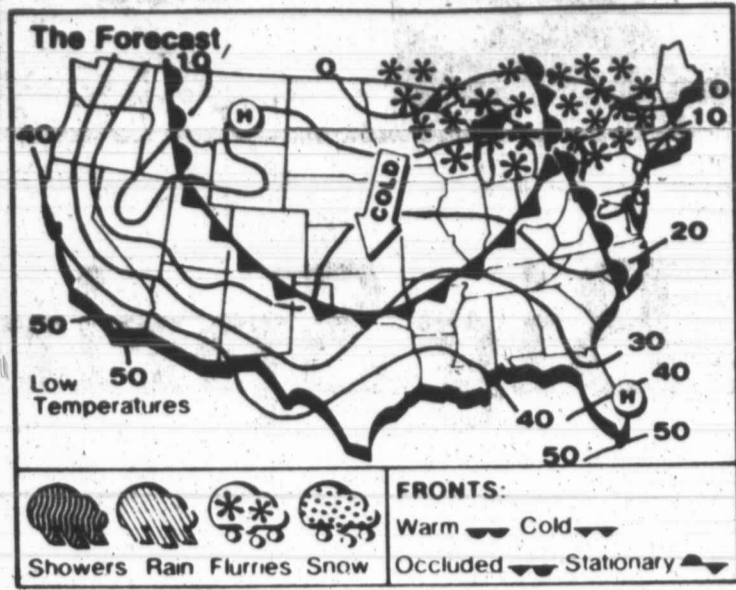 The Forecast
10
0
H
0
10
40
COLD
20
50
50
30
40
H
Low
Temperatures
40
50
50
FRONTS:
Warm Cold
Showers Rain Flurries Snow
Occluded Stationary